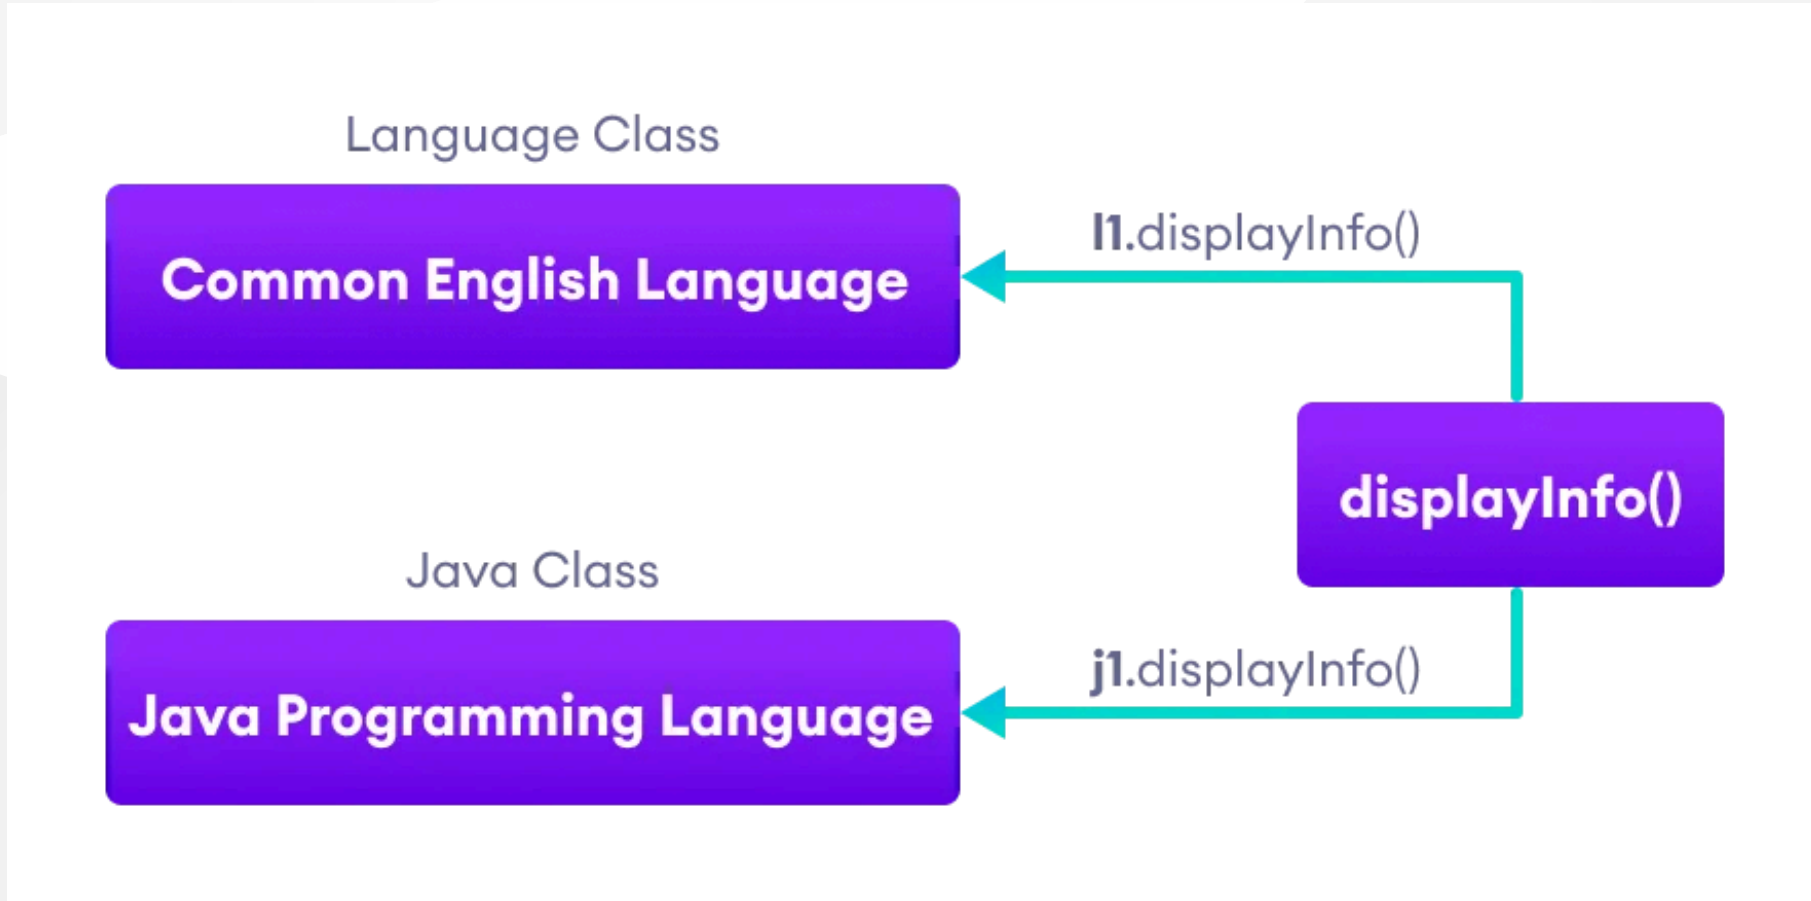 Language Class
Common English Language
l1.displayInfo()
displayInfo()
Java Class
Java Programming Language
j1.displayInfo()